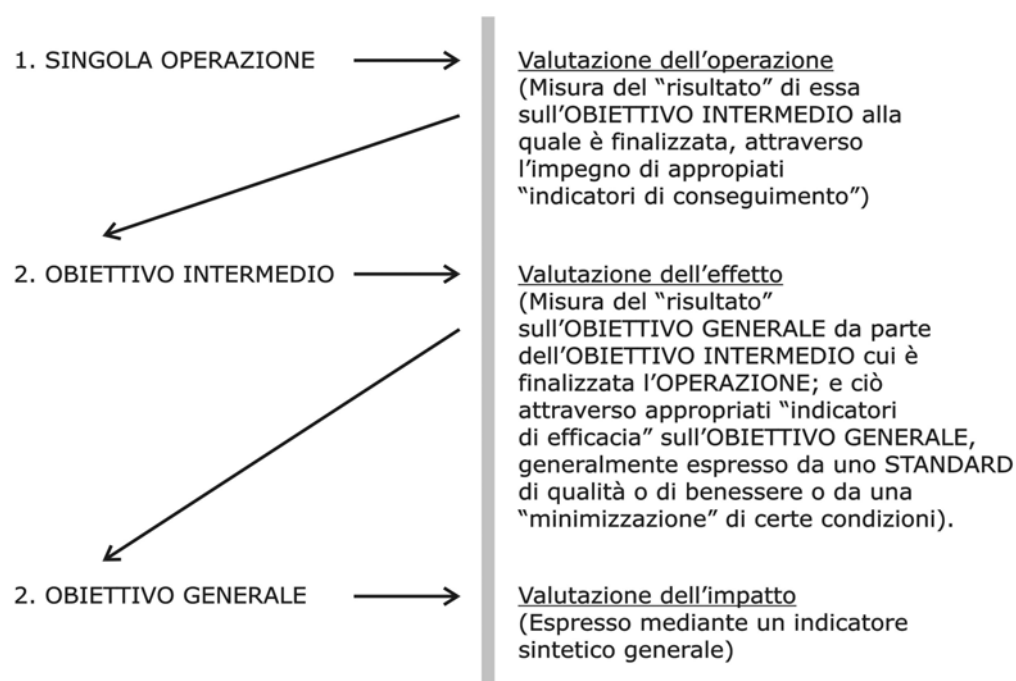 1. SINGOLA OPERAZIONE
Valutazione dell’operazione
(Misura del “risultato” di essa
sull’OBIETTIVO INTERMEDIO alla
quale è finalizzata, attraverso
l’impegno di appropiati
“indicatori di conseguimento”)
2. OBIETTIVO INTERMEDIO
Valutazione dell’effetto
(Misura del “risultato”
sull’OBIETTIVO GENERALE da parte
dell’OBIETTIVO INTERMEDIO cui è
finalizzata l’OPERAZIONE; e ciò
attraverso appropriati “indicatori
di efficacia” sull’OBIETTIVO GENERALE,
generalmente espresso da uno STANDARD
di qualità o di benessere o da una
“minimizzazione” di certe condizioni).
2. OBIETTIVO GENERALE
Valutazione dell’impatto
(Espresso mediante un indicatore
sintetico generale)